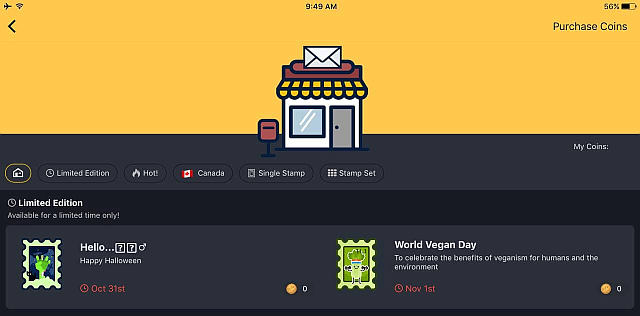 9:49 AM
56%
Purchase Coins
My Coins:
Limited Edition
Hot!
Canada
Single Stamp
Stamp Set
Limited Edition
Available for a limited time only!
Hello...??♂
Happy Halloween
Oct 31st
0
World Vegan Day
To celebrate the benefits of veganism for humans and the
environment
Nov 1st
0